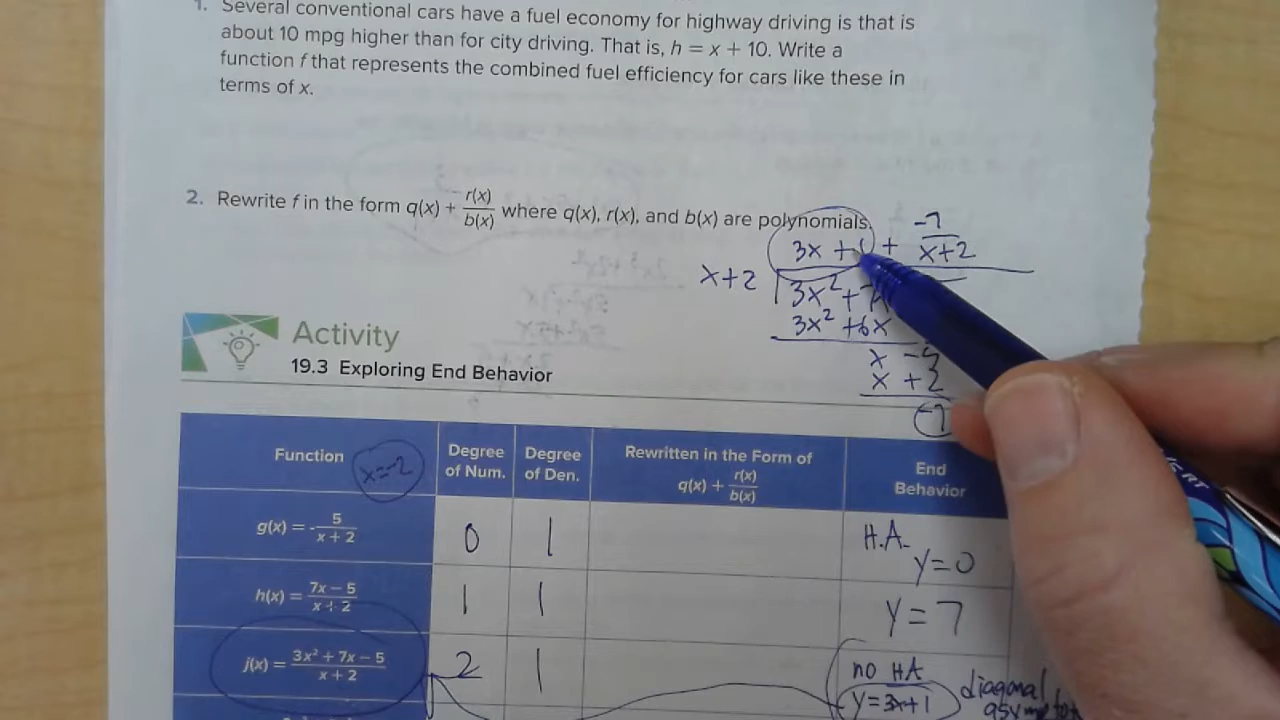 1. Several conventional cars have a fuel economy for highway driving is that is
about 10 mpg higher than for city driving. That is, h = x + 10. Write a
function f that represents the combined fuel efficiency for cars like these in
terms of x.
2. Rewrite f in the form q(x) + r(x)/b(x) where q(x), r(x), and b(x) are polynomials.
3x + 1 + -7/x+2
x+2
3x² + 7x
3x² + 6x
x - 5
x + 2
-7
Activity
19.3 Exploring End Behavior
Function x=-2 Degree of Num. Degree of Den. Rewritten in the Form of q(x) + r(x)/b(x) End Behavior
g(x) = -5/x + 2 0 1 H.A. y=0
h(x) = 7x − 5/x + 2 1 1 y=7
j(x) = 3x² + 7x − 5/x + 2 2 1 no HA
y=3x+1 diagonal